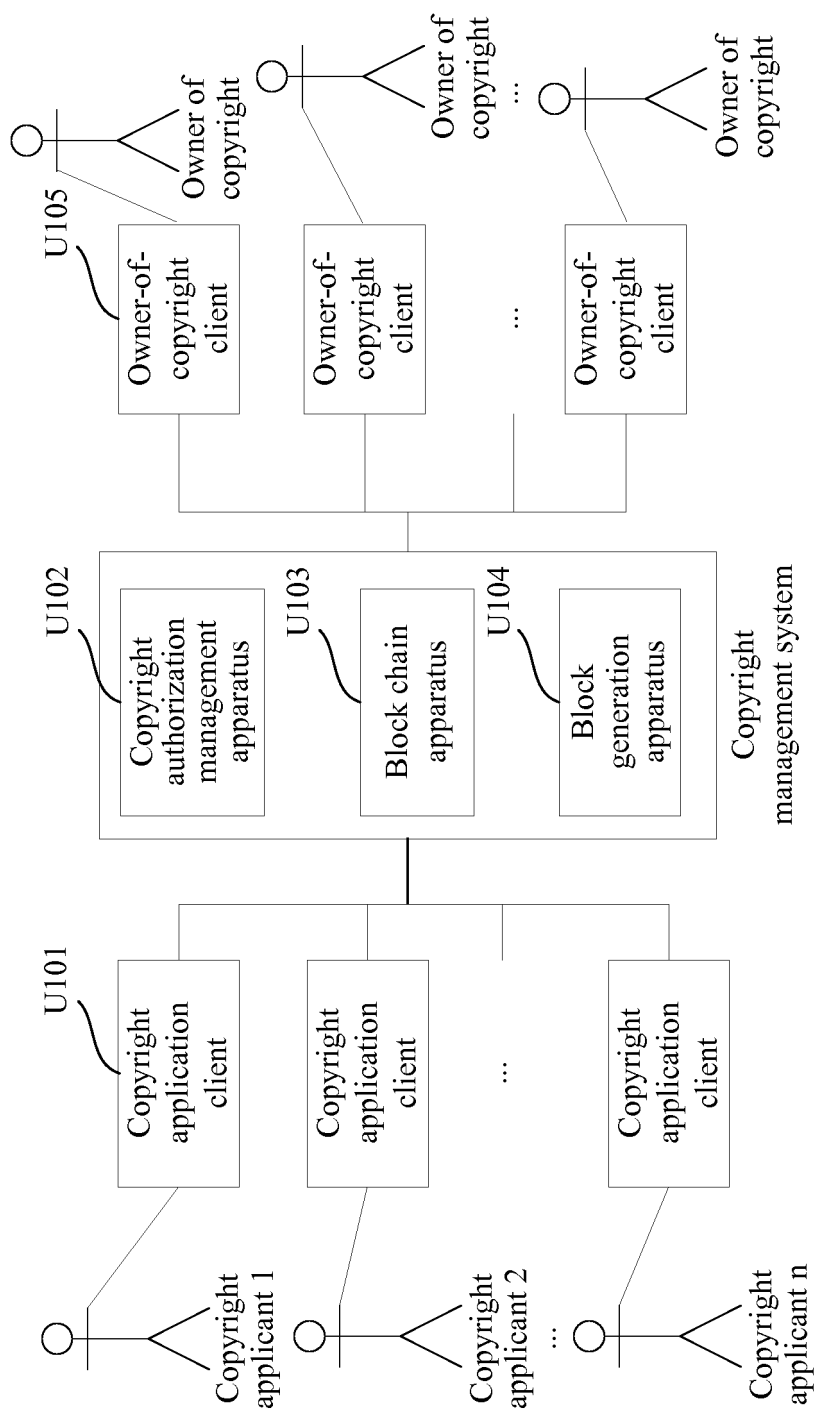 Copyright
applicant 1
Copyright
applicant 2
...
Copyright
applicant n
U101
Copyright
application
client
Copyright
application
client
...
Copyright
application
client
U102
Copyright
authorization
management
apparatus
U103
Block chain
apparatus
U104
Block
generation
apparatus
Copyright
management system
U105
Owner-of-
copyright
client
Owner-of-
copyright
client
...
Owner-of-
copyright
client
Owner of
copyright
Owner of
copyright
...
Owner of
copyright